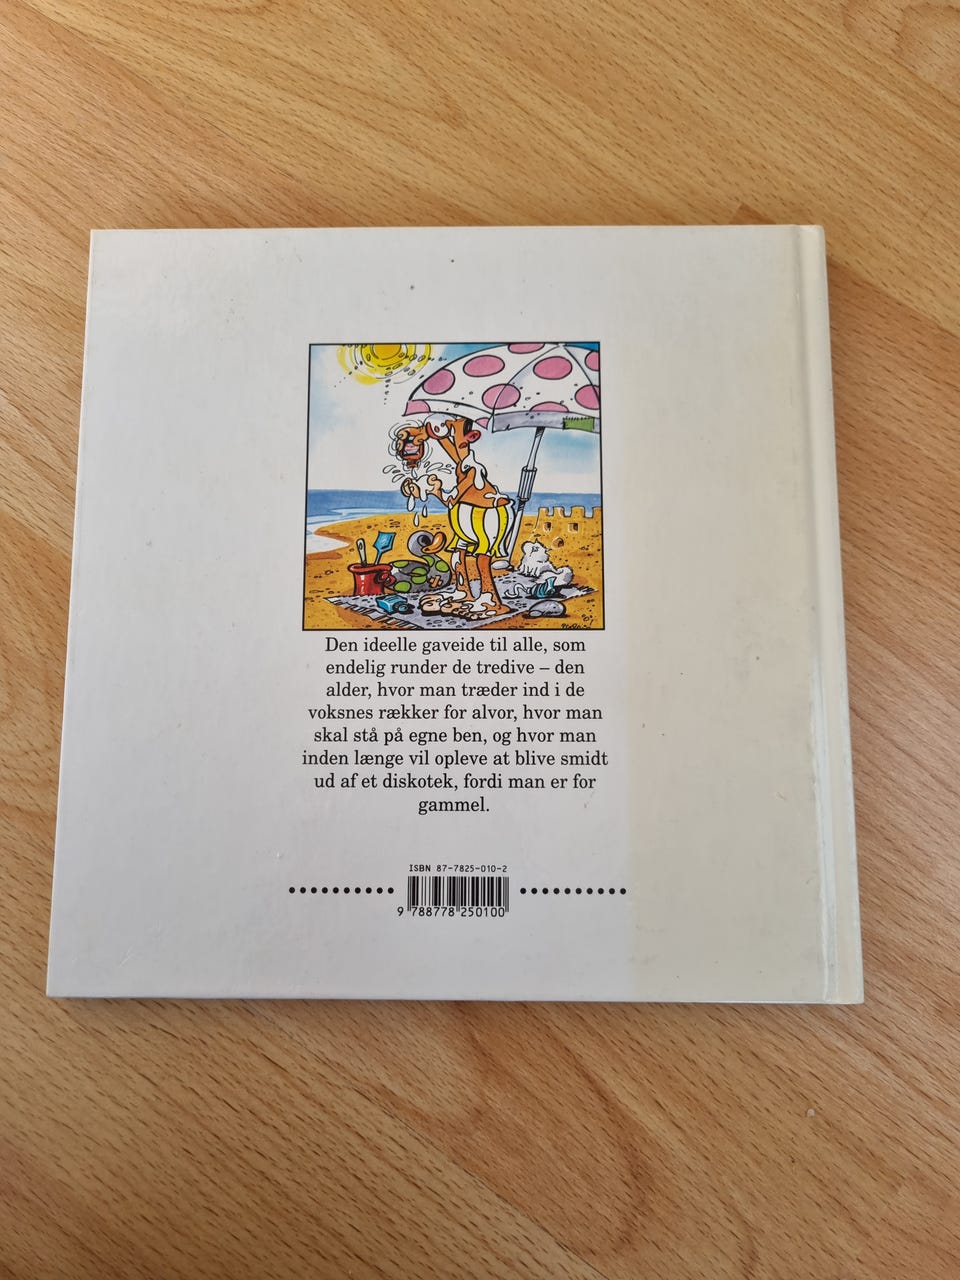 Den ideelle gaveide til alle, som
endelig runder de tredive – den
alder, hvor man træder ind i de
voksnes rækker for alvor, hvor man
skal stå på egne ben, og hvor man
inden længe vil opleve at blive smidt
ud af et diskotek, fordi man er for
gammel.
ISBN 87-7825-010-2
9 788778 250100